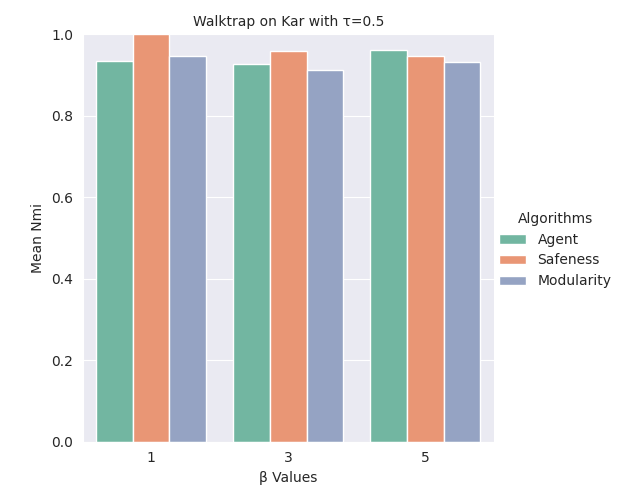 Walktrap on Kar with τ=0.5
1.0
0.8
0.6
0.4
0.2
0.0
Mean Nmi
1
3
5
β Values
Algorithms
Agent
Safeness
Modularity